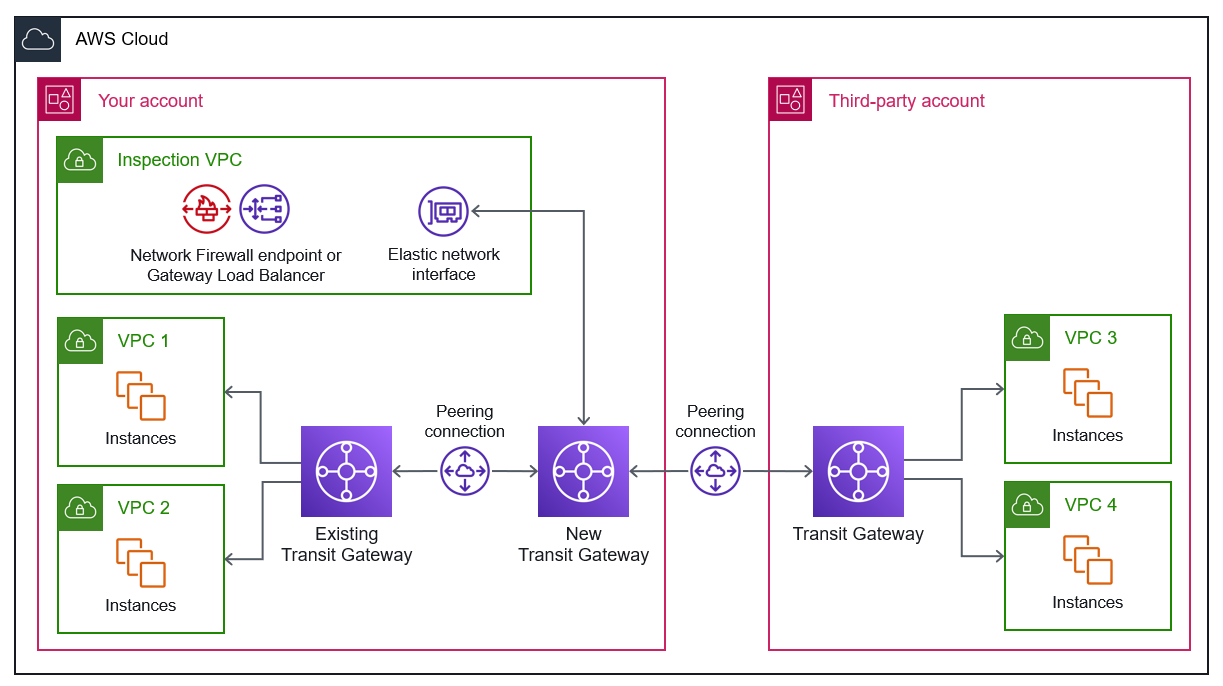 AWS Cloud
Your account
Third-party account
Inspection VPC
Network Firewall endpoint or
Gateway Load Balancer
Elastic network
interface
VPC 1
Instances
VPC 2
Instances
Existing
Transit Gateway
Peering
connection
New
Transit Gateway
Peering
connection
Transit Gateway
VPC 3
Instances
VPC 4
Instances